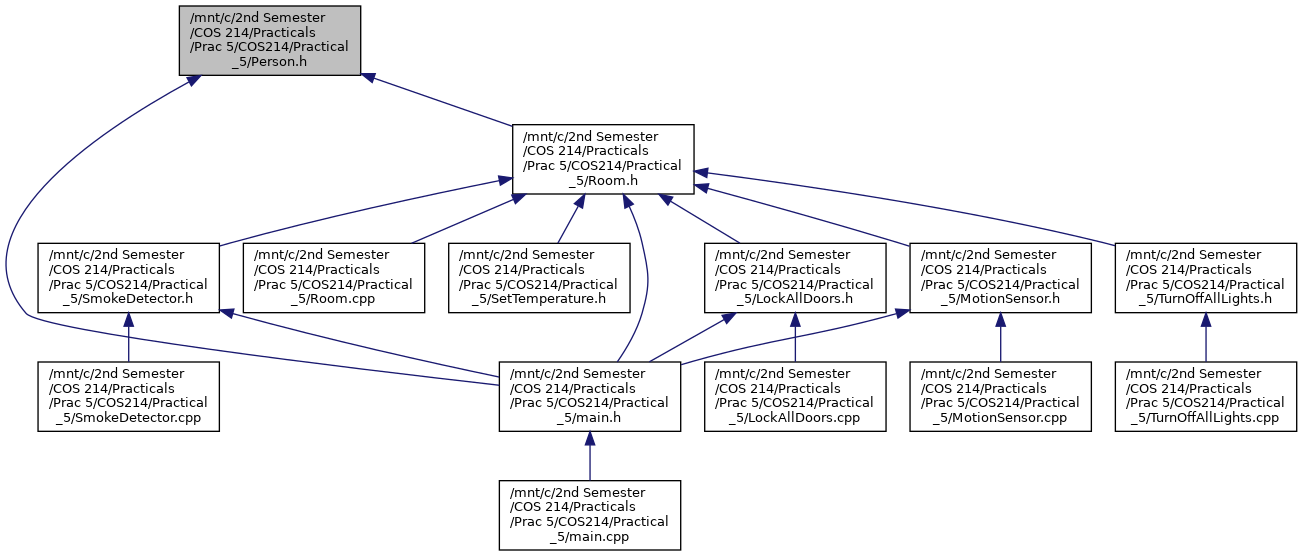 /mnt/c/2nd Semester
/COS 214/Practicals
/Prac 5/COS214/Practical
_5/Person.h
/mnt/c/2nd Semester
/COS 214/Practicals
/Prac 5/COS214/Practical
_5/Room.h
/mnt/c/2nd Semester
/COS 214/Practicals
/Prac 5/COS214/Practical
_5/SmokeDetector.h
/mnt/c/2nd Semester
/COS 214/Practicals
/Prac 5/COS214/Practical
_5/Room.cpp
/mnt/c/2nd Semester
/COS 214/Practicals
/Prac 5/COS214/Practical
_5/SetTemperature.h
/mnt/c/2nd Semester
/COS 214/Practicals
/Prac 5/COS214/Practical
_5/LockAllDoors.h
/mnt/c/2nd Semester
/COS 214/Practicals
/Prac 5/COS214/Practical
_5/MotionSensor.h
/mnt/c/2nd Semester
/COS 214/Practicals
/Prac 5/COS214/Practical
_5/TurnOffAllLights.h
/mnt/c/2nd Semester
/COS 214/Practicals
/Prac 5/COS214/Practical
_5/SmokeDetector.cpp
/mnt/c/2nd Semester
/COS 214/Practicals
/Prac 5/COS214/Practical
_5/main.h
/mnt/c/2nd Semester
/COS 214/Practicals
/Prac 5/COS214/Practical
_5/LockAllDoors.cpp
/mnt/c/2nd Semester
/COS 214/Practicals
/Prac 5/COS214/Practical
_5/MotionSensor.cpp
/mnt/c/2nd Semester
/COS 214/Practicals
/Prac 5/COS214/Practical
_5/TurnOffAllLights.cpp
/mnt/c/2nd Semester
/COS 214/Practicals
/Prac 5/COS214/Practical
_5/main.cpp